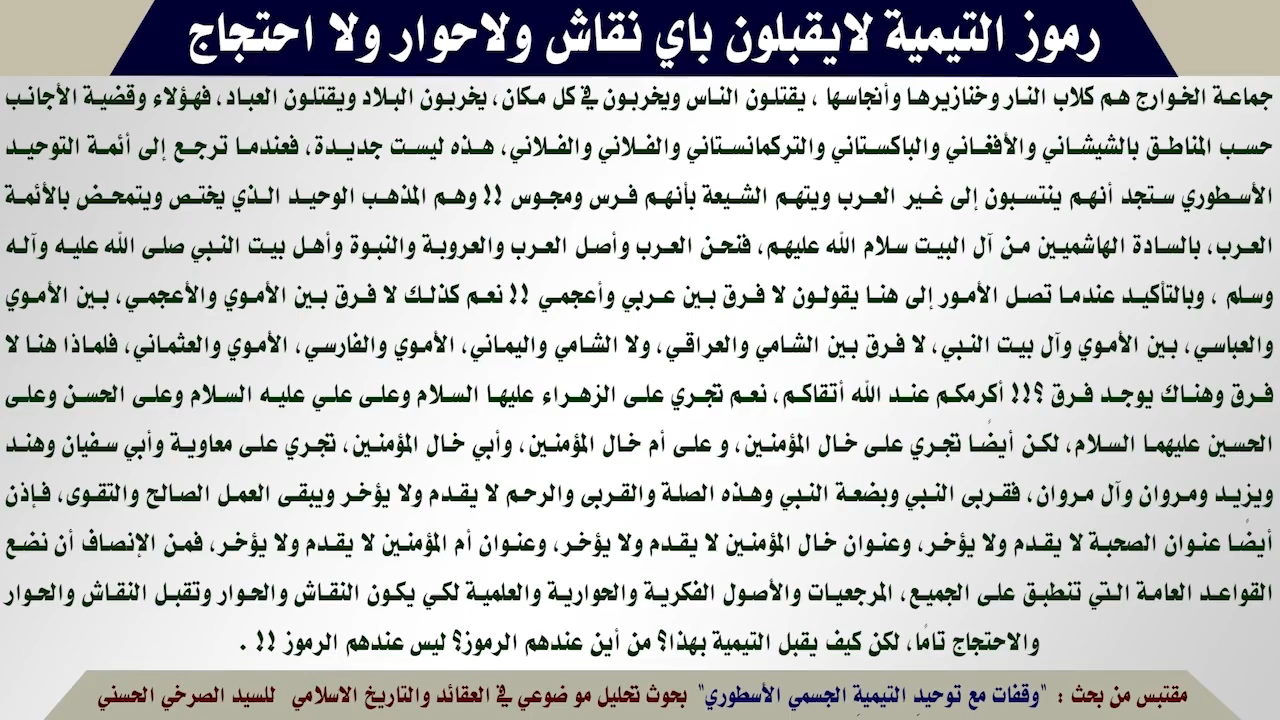 رموز التيمية لايقبلون باي نقاش ولاحوار ولا احتجاج
جماعة الخوارج هم كلاب النار وخنازيرها وأنجاسها ، يقتلون الناس ويخربون في كل مكان، يخربون البلاد ويقتلون العباد، فهؤلاء وقضية الأجانب
حسب المناطق بالشيشاني والأفغاني والباكستاني والتركمانستاني والفلاني والفلاني، هذه ليست جديدة، فعندما ترجع إلى أئمة التوحيد
الأسطوري ستجد أنهم ينتسبون إلى غير العرب ويتهم الشيعة بأنهم فرس ومجوس !! وهم المذهب الوحيد الذي يختص ويتمحض بالأئمة
العرب، بالسادة الهاشميين من آل البيت سلام الله عليهم، فنحن العرب وأصل العرب والعروبة والنبوة وأهل بيت النبي صلى الله عليه وآله
وسلم ، وبالتأكيد عندما تصل الأمور إلى هنا يقولون لا فرق بين عربي وأعجمي !! نعم كذلك لا فرق بين الأموي والأعجمي، بين الأموي
والعباسي، بين الأموي وآل بيت النبي، لا فرق بين الشامي والعراقي، ولا الشامي واليماني، الأموي والفارسي، الأموي والعثماني، فلماذا هنا لا
فرق وهناك يوجد فرق ؟!! أكرمكم عند الله أتقاكم، نعم تجري على الزهراء عليها السلام وعلى علي عليه السلام وعلى الحسن وعلى
الحسين عليهما السلام، لكن أيضًا تجري على خال المؤمنين، و على أم خال المؤمنين، وأبي خال المؤمنين، تجري على معاوية وأبي سفيان وهند
ويزيد ومروان وآل مروان، فقربى النبي وبضعة النبي وهذه الصلة والقربى والرحم لا يقدم ولا يؤخر ويبقى العمل الصالح والتقوى، فإذن
أيضًا عنوان الصحبة لا يقدم ولا يؤخر، وعنوان خال المؤمنين لا يقدم ولا يؤخر، وعنوان أم المؤمنين لا يقدم ولا يؤخر، فمن الإنصاف أن نضع
القواعد العامة التي تنطبق على الجميع، المرجعيات والأصول الفكرية والحوارية والعلمية لكي يكون النقاش والحوار وتقبل النقاش والحوار
والاحتجاج تامًا، لكن كيف يقبل التيمية بهذا؟ من أين عندهم الرموز؟ ليس عندهم الرموز !! .
مقتبس من بحث : "وقفات مع توحيدِ التيميةِ الجسمي الأسطوري" بحوث تحليل مو ضوعي في العقائد والتاريخ الاسلامي للسيد الصرخي الحسني